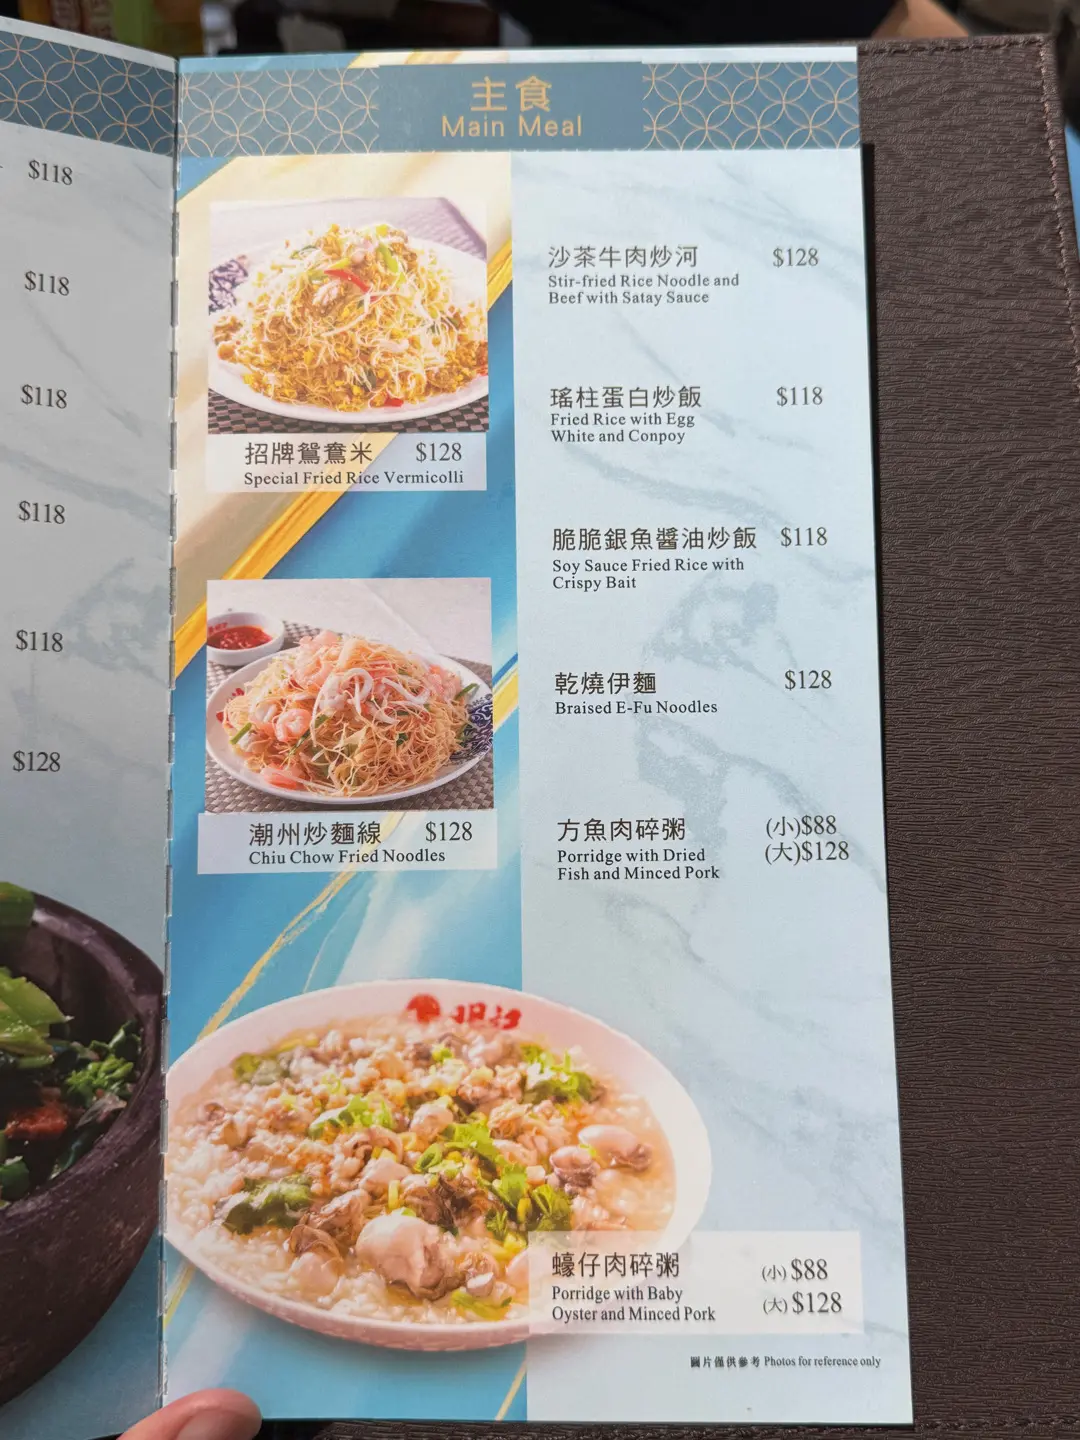 $118
$118
$118
$118
$118
$128
主食
Main Meal
招牌鴛鴦米 $128
Special Fried Rice Vermicolli
潮州炒麵線 $128
Chiu Chow Fried Noodles
沙茶牛肉炒河 $128
Stir-fried Rice Noodle and
Beef with Satay Sauce
瑤柱蛋白炒飯 $118
Fried Rice with Egg
White and Conpoy
脆脆銀魚醬油炒飯 $118
Soy Sauce Fried Rice with
Crispy Bait
乾燒伊麵 $128
Braised E-Fu Noodles
方魚肉碎粥 (小)$88
(大)$128
Porridge with Dried
Fish and Minced Pork
蠔仔肉碎粥 (小) $88
(大) $128
Porridge with Baby
Oyster and Minced Pork
圖片僅供參考 Photos for reference only